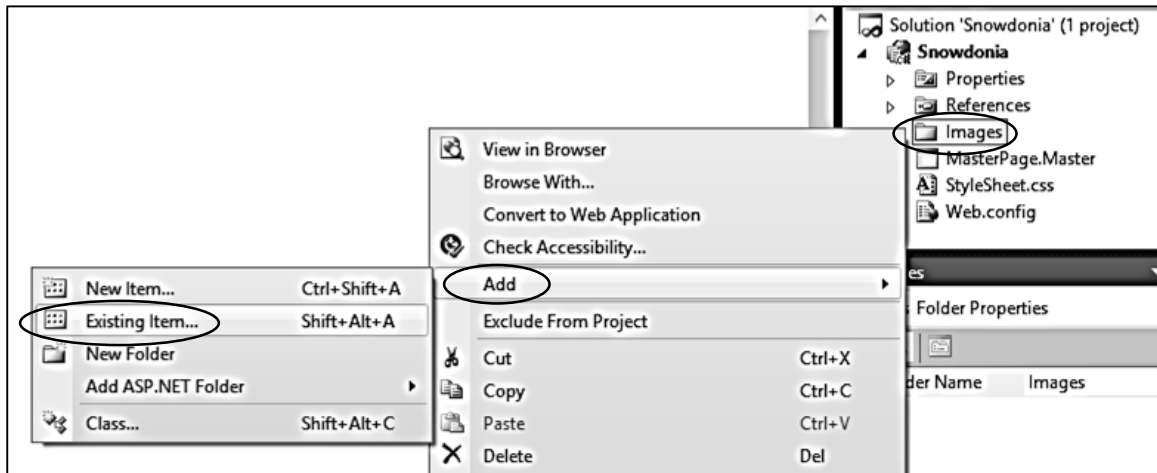 Solution 'Snowdonia' (1 project)
Snowdonia
Properties
References
Images
MasterPage.Master
StyleSheet.css
Web.config
View in Browser
Browse With...
Convert to Web Application
Check Accessibility...
Add
Exclude From Project
Cut Ctrl+X
Copy Ctrl+C
Paste Ctrl+V
Delete Del
New Item... Ctrl+Shift+A
Existing Item... Shift+Alt+A
New Folder
Add ASP.NET Folder
Class... Shift+Alt+C
es
Folder Properties
der Name Images